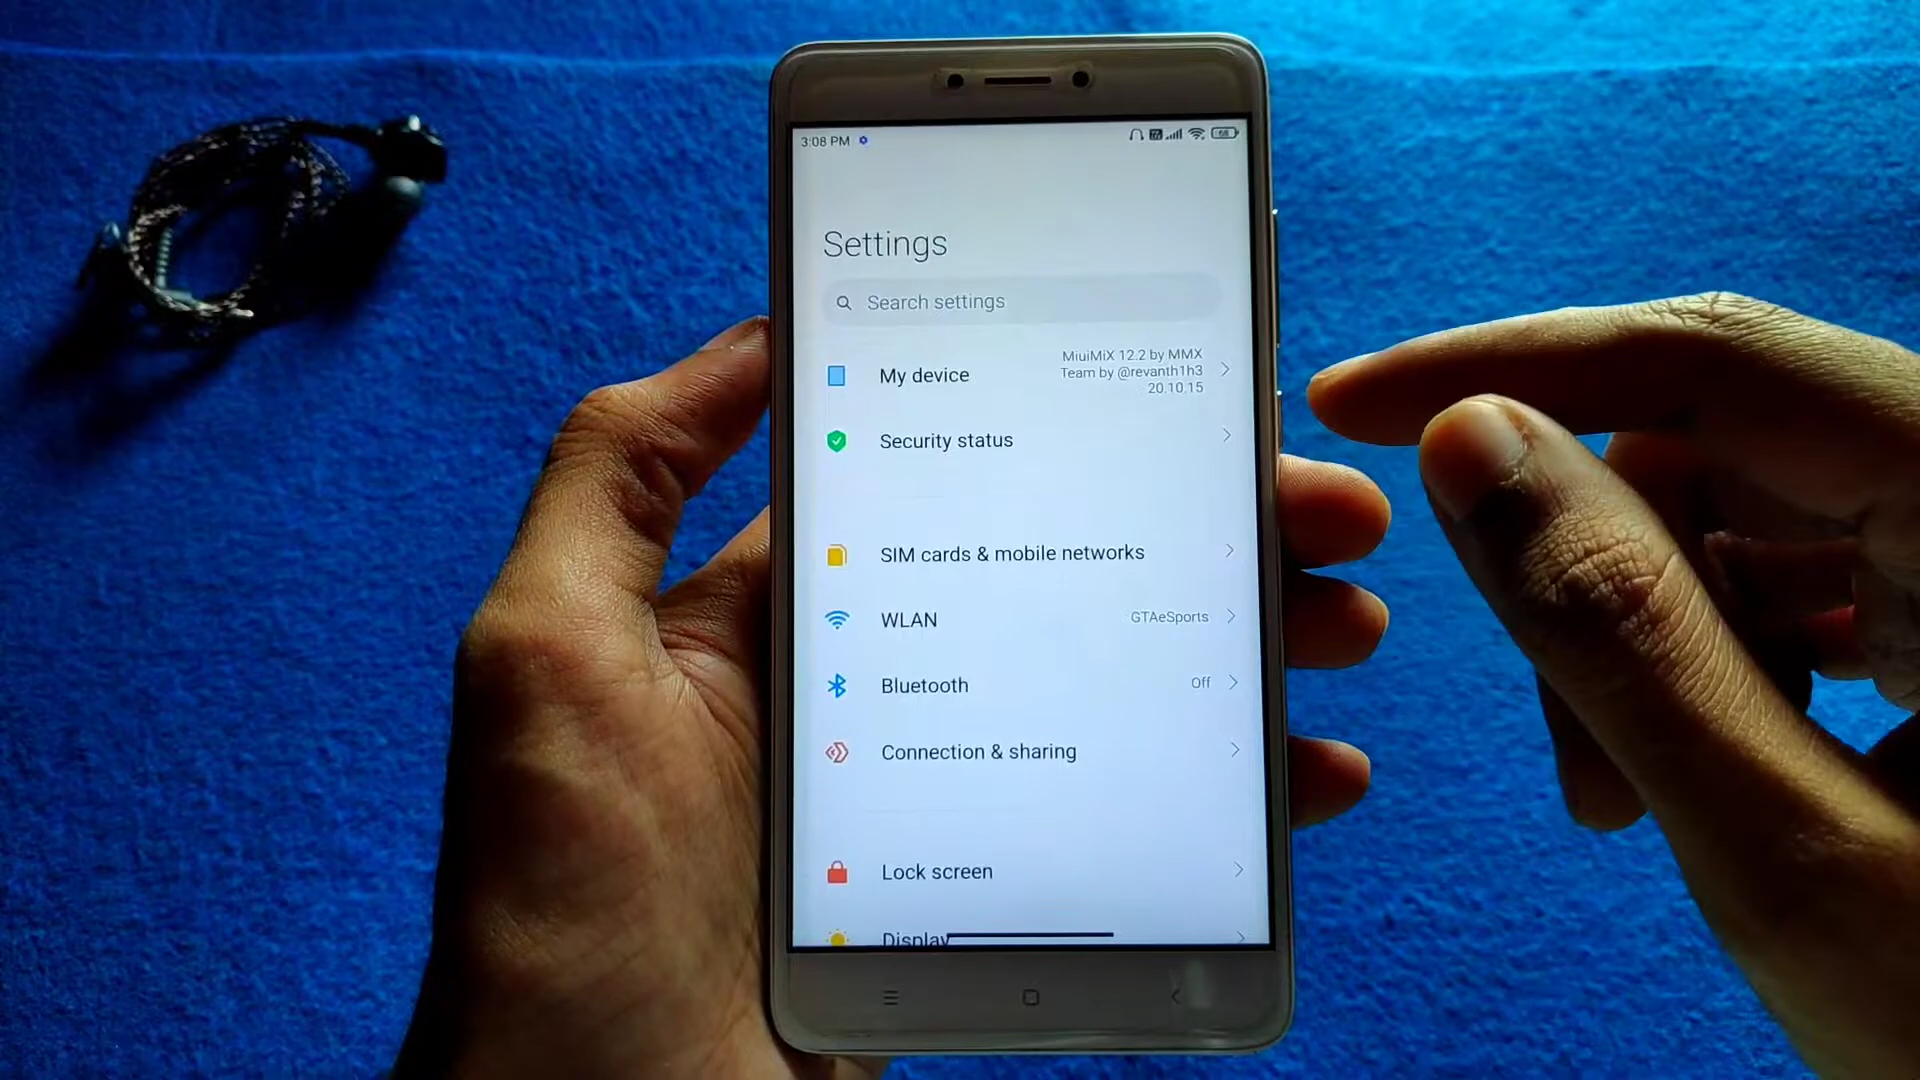 3:08 PM
68
Settings
Search settings
My device
MiuiMiX 12.2 by MMX
Team by @revanth1h3
20.10.15
Security status
SIM cards & mobile networks
WLAN
GTAeSports
Bluetooth
Off
Connection & sharing
Lock screen
Display